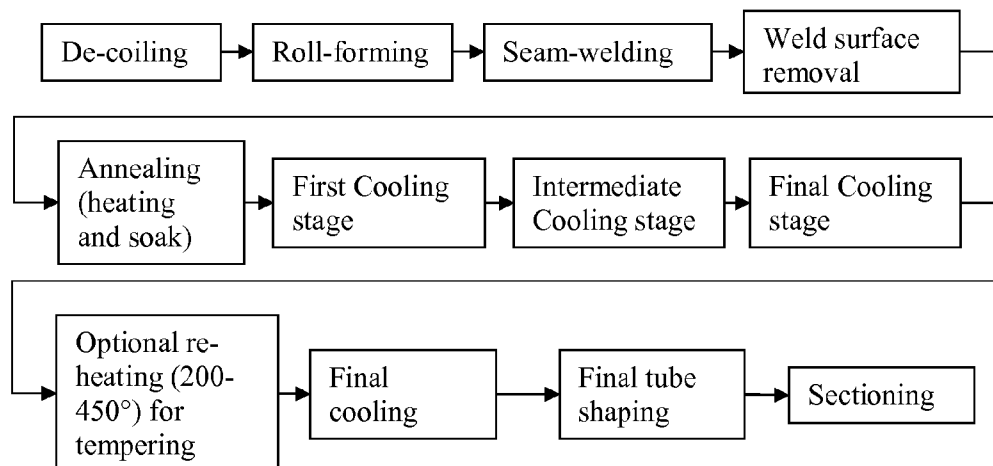 De-coiling
Roll-forming
Seam-welding
Weld surface
removal
Annealing
(heating
and soak)
First Cooling
stage
Intermediate
Cooling stage
Final Cooling
stage
Optional re-
heating (200-
450°) for
tempering
Final
cooling
Final tube
shaping
Sectioning